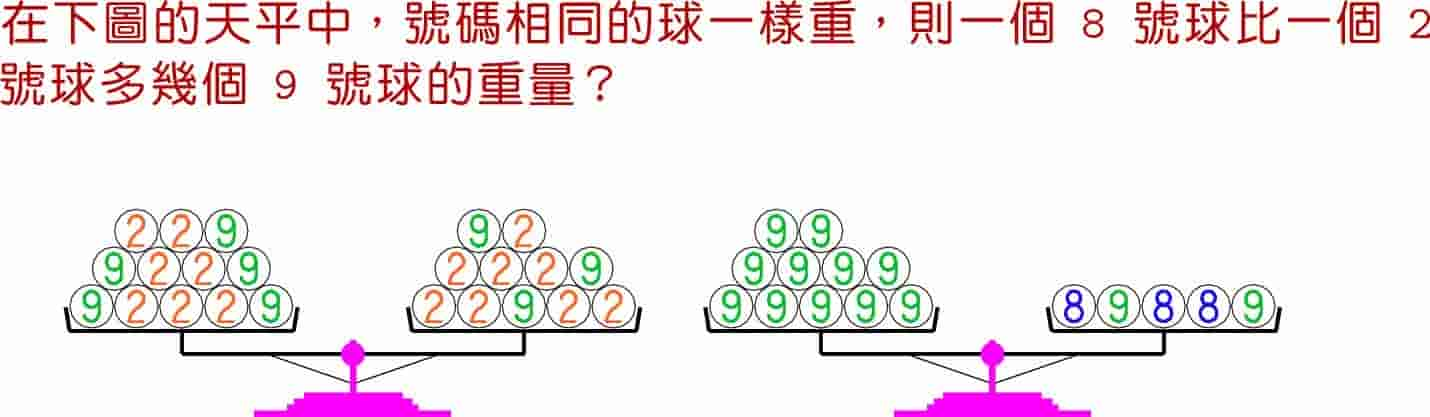 在下圖的天平中，號碼相同的球一樣重，則一個 8 號球比一個 2
號球多幾個 9 號球的重量？
2 2 9 9 2 9 9
9 2 2 9 2 2 2 9 9 9 9 9
9 2 2 2 9 2 2 9 2 2 9 9 9 9 9 8 9 8 8 9